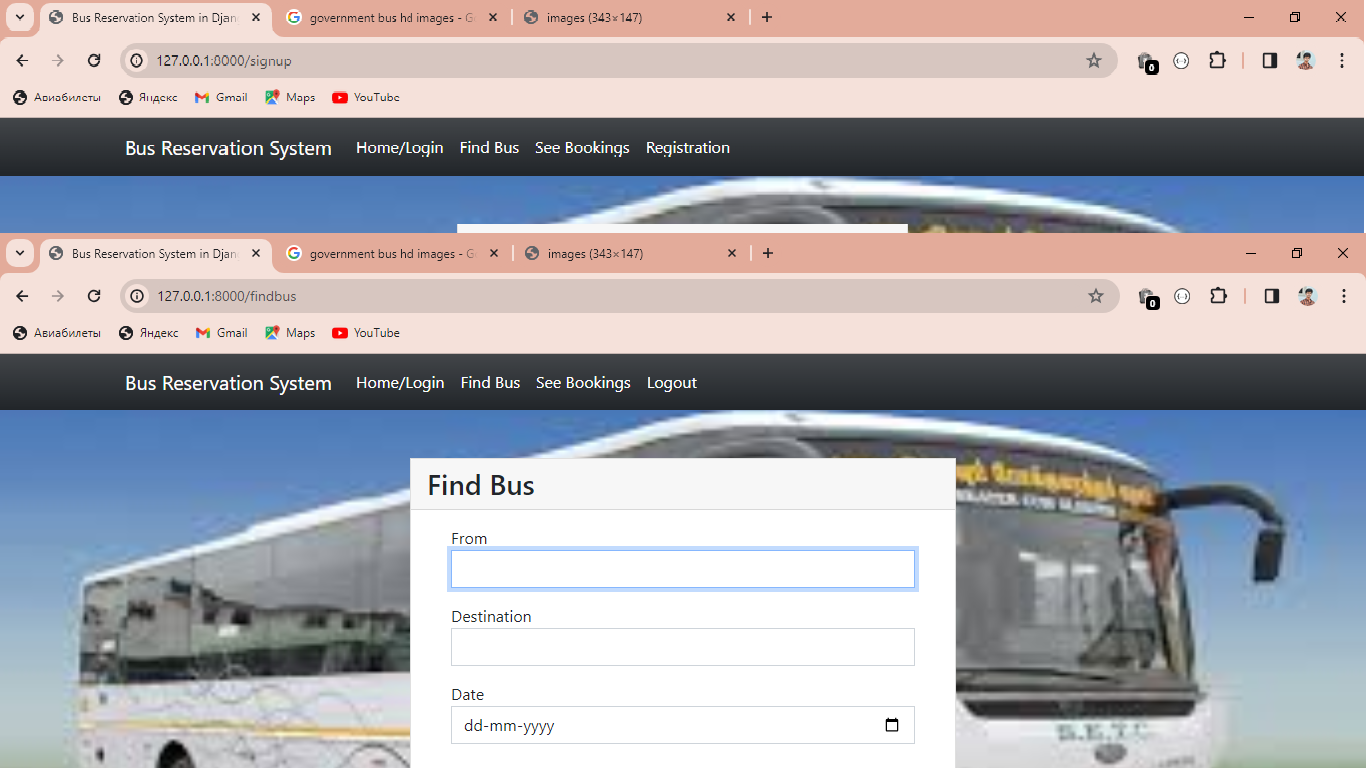 Bus Reservation System in Djan
government bus hd images - G
images (343×147)
127.0.0.1:8000/signup
0
Авиабилеты
Яндекс
Gmail
Maps
YouTube
Bus Reservation System
Home/Login
Find Bus
See Bookings
Registration
Bus Reservation System in Djan
government bus hd images - G
images (343×147)
127.0.0.1:8000/findbus
0
Авиабилеты
Яндекс
Gmail
Maps
YouTube
Bus Reservation System
Home/Login
Find Bus
See Bookings
Logout
Find Bus
From
Destination
Date
dd-mm-yyyy
S.E.T.C